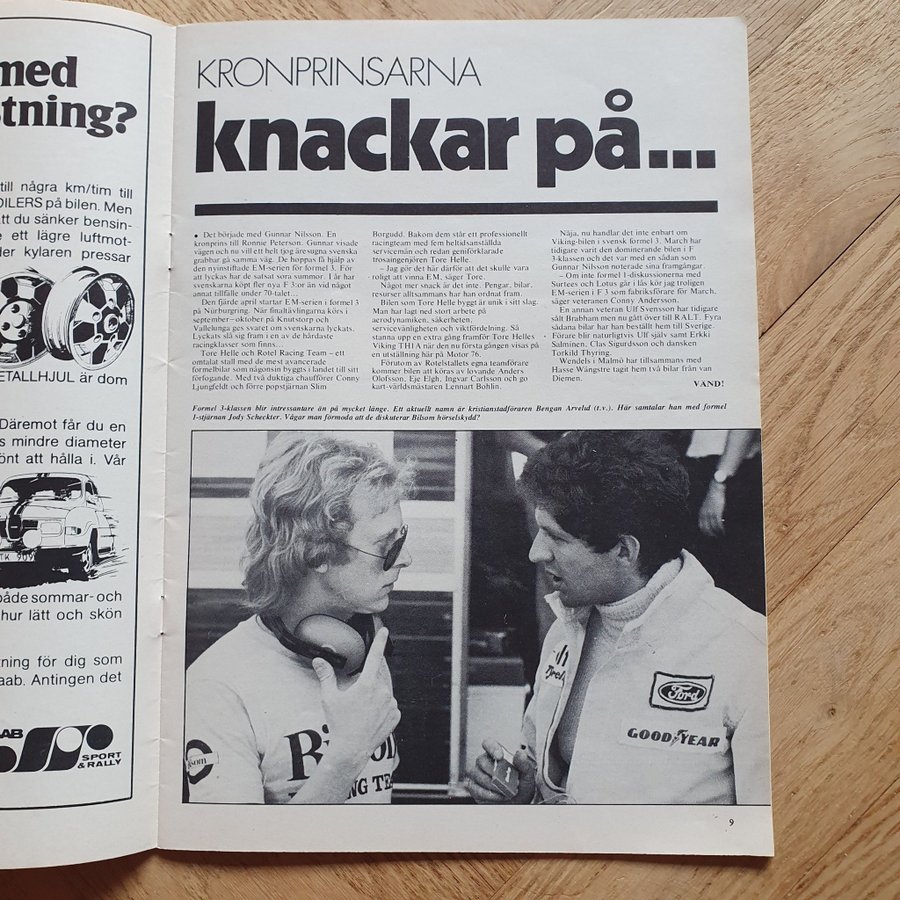 med
stning?
till några km/tim till
OILERS på bilen. Men
tt du sänker bensin-
e ett lägre luftmot-
der kylaren pressar
ETALLHJUL är dom
Däremot får du en
s mindre diameter
önt att hålla i. Vår
TK 909
både sommar- och
hur lätt och skön
tning för dig som
aab. Antingen det
AB
SPORT
& RALLY
KRONPRINSARNA
knackar på...
• Det började med Gunnar Nilsson. En
kronprins till Ronnie Peterson. Gunnar visade
vägen och nu vill ett helt tjog äresugna svenska
grabbar gå samma väg. De hoppas få hjälp av
den nyinstiftade EM-serien för formel 3. För
att lyckas har de satsat sora summor. I år har
svenskarna köpt fler nya F 3:or än vid något
annat tillfälle under 70-talet...
Den fjärde april startar EM-serien i formel 3
på Nürburgring. När finaltävlingarna körs i
september–oktober på Knutstorp och
Vallelunga ges svaret om svenskarna lyckats.
Lyckats slå sig fram i en av de hårdaste
racingklasser som finns...
Tore Helle och Rotel Racing Team – ett
omtalat stall med de mest avancerade
formelbilar som någonsin byggts i landet till sitt
förfogande. Med två duktiga chaufförer Conny
Ljungfeldt och förre popstjärnan Slim
Borgudd. Bakom dem står ett professionellt
racingteam med fem heltidsanställda
servicemän och redan geniförklarade
Trosaingenjören Tore Helle.
– Jag gör det här därför att det skulle vara
roligt att vinna EM, säger Tore.
Något mer snack är det inte. Pengar, bilar,
resurser alltsammans har han ordnat fram.
Bilen som Tore Helle byggt är unik i sitt slag.
Man har lagt ned stort arbete på
aerodynamiken, säkerheten,
servicevänligheten och viktfördelning. Så
stanna upp en extra gång framför Tore Helles
Viking TH1A när den nu första gången visas på
en utställning här på Motor 76.
Förutom av Rotelstallets egna teamförare
kommer bilen att köras av lovande Anders
Olofsson, Eje Elgh, Ingvar Carlsson och go
kart-världsmästaren Lennart Bohlin.
Näja, nu handlar det inte enbart om
Viking-bilen i svensk formel 3. March har
tidigare varit den dominerande bilen i F
3-klassen och det var med en sådan som
Gunnar Nilsson noterade sina framgångar.
– Om inte formel 1-diskussionerna med
Surtees och Lotus går i lås kör jag troligen
EM-serien i F 3 som fabriksförare för March,
säger veteranen Conny Andersson.
En annan veteran Ulf Svensson har tidigare
sålt Brabham men nu gått över till RALT. Fyra
sådana bilar har han beställt hem till Sverige.
Förare blir naturligtvis Ulf själv samt Erkki
Salminen, Clas Sigurdsson och dansken
Torkild Thyring.
Wendels i Malmö har tillsammans med
Hasse Wängstre tagit hem två bilar från van
Diemen.
VÄND!
Formel 3-klassen blir intressantare än på mycket länge. Ett aktuellt namn är kristianstadföraren Bengan Arvelud (t.v.). Här samtalar han med formel
1-stjärnan Jody Scheckter. Vågar man förmoda att de diskuterar Bilsom hörselskydd?
Ford
GOODYEAR
9